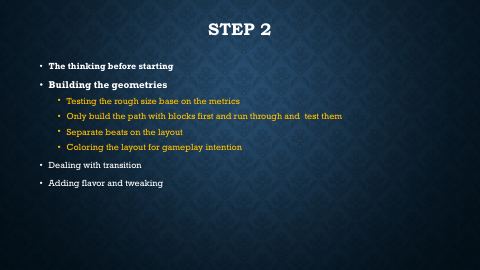 STEP 2
• The thinking before starting
• Building the geometries
• Testing the rough size base on the metrics
• Only build the path with blocks first and run through and test them
• Separate beats on the layout
• Coloring the layout for gameplay intention
• Dealing with transition
• Adding flavor and tweaking